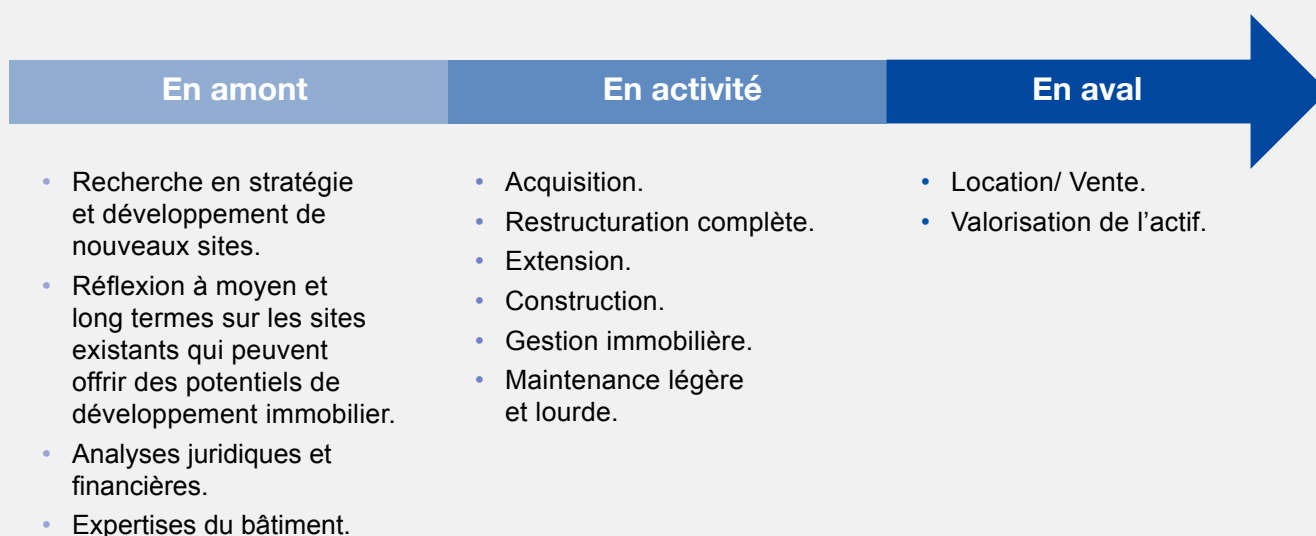 En amont
Recherche en stratégie
et développement de
nouveaux sites.
Réflexion à moyen et
long termes sur les sites
existants qui peuvent
offrir des potentiels de
développement immobilier.
Analyses juridiques et
financières.
Expertises du bâtiment.
En activité
Acquisition.
Restructuration complète.
Extension.
Construction.
Gestion immobilière.
Maintenance légère
et lourde.
En aval
Location/ Vente.
Valorisation de l’actif.